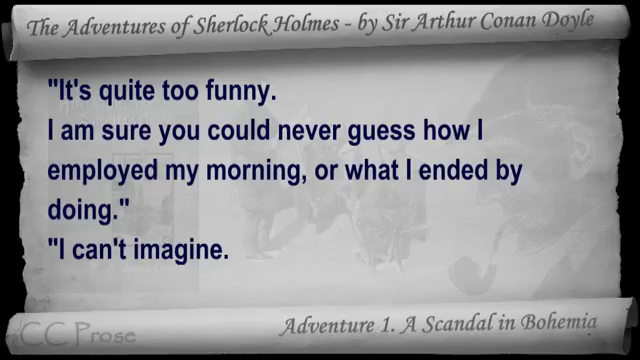 The Adventures of Sherlock Holmes - by Sir Arthur Conan Doyle
"It's quite too funny.
I am sure you could never guess how I
employed my morning, or what I ended by
doing."
"I can't imagine.
Adventure 1. A Scandal in Bohemia
CC Prose